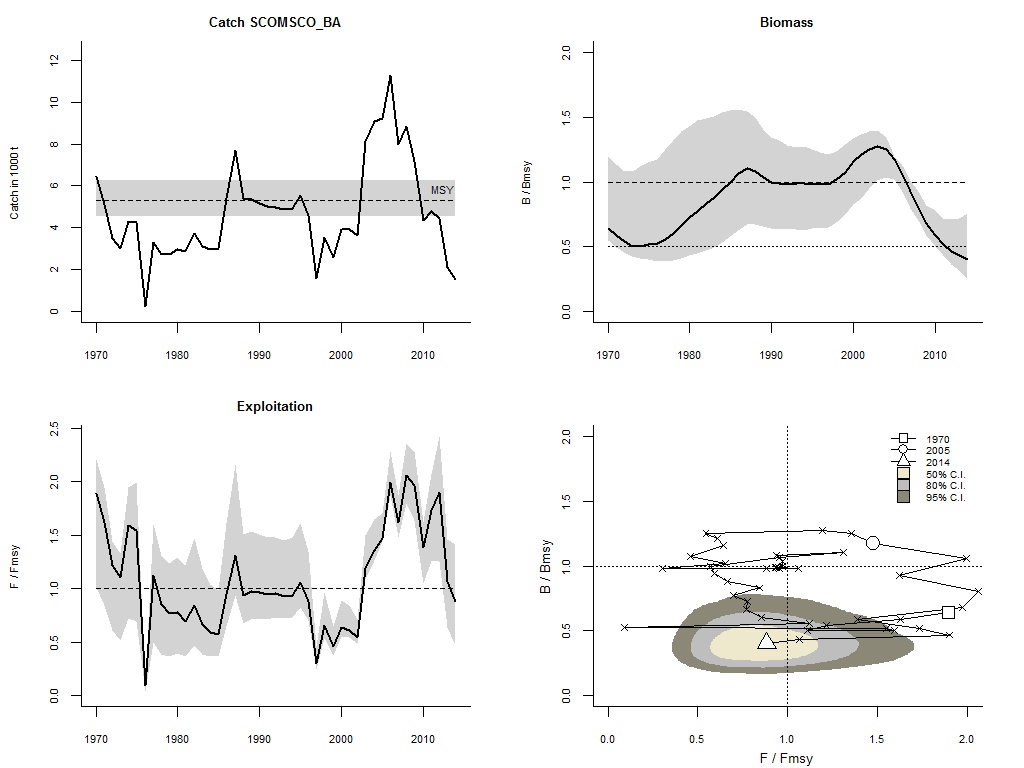 Catch SCOMSCO_BA
Catch in 1000 t
12
10
8
6
4
2
0
MSY
1970 1980 1990 2000 2010
Biomass
B / Bmsy
2.0
1.5
1.0
0.5
0.0
1970 1980 1990 2000 2010
Exploitation
F / Fmsy
2.5
2.0
1.5
1.0
0.5
0.0
1970 1980 1990 2000 2010
B / Bmsy
2.0
1.5
1.0
0.5
0.0
1970
2005
2014
50% C.I.
80% C.I.
95% C.I.
0.0 0.5 1.0 1.5 2.0
F / Fmsy